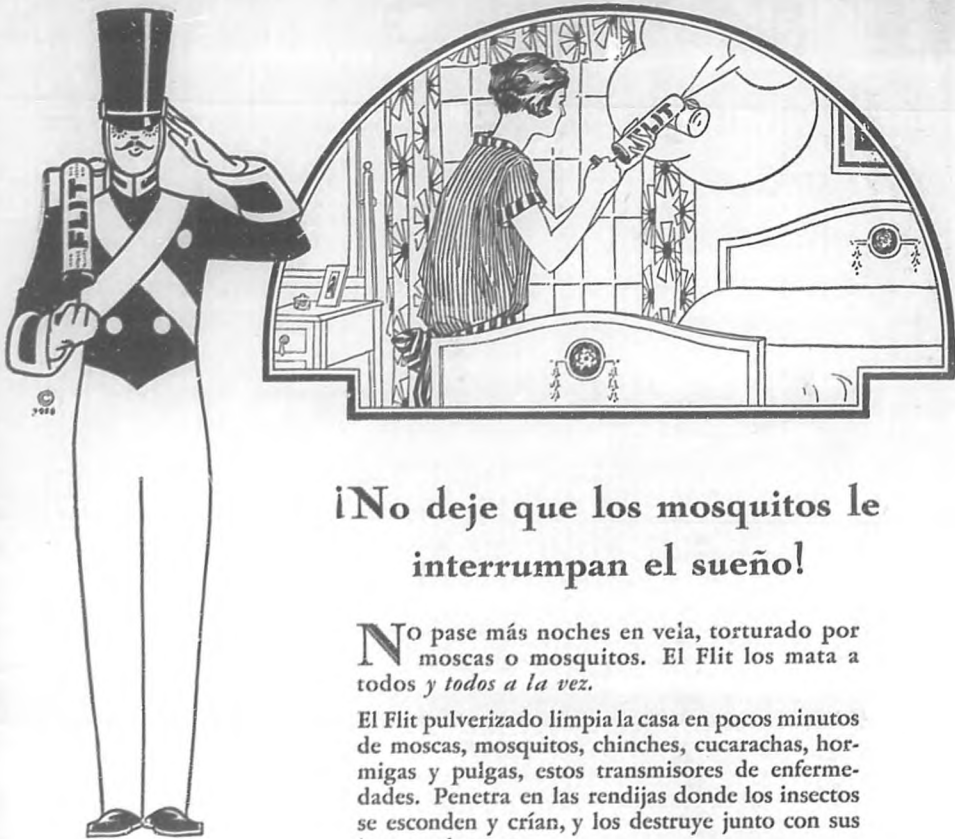 FLIT
FLIT
©
¡No deje que los mosquitos le
interrumpan el sueño!
No pase más noches en vela, torturado por
moscas o mosquitos. El Flit los mata a
todos y todos a la vez.
El Flit pulverizado limpia la casa en pocos minutos
de moscas, mosquitos, chinches, cucarachas, hor-
migas y pulgas, estos transmisores de enferme-
dades. Penetra en las rendijas donde los insectos
se esconden y crían, y los destruye junto con sus